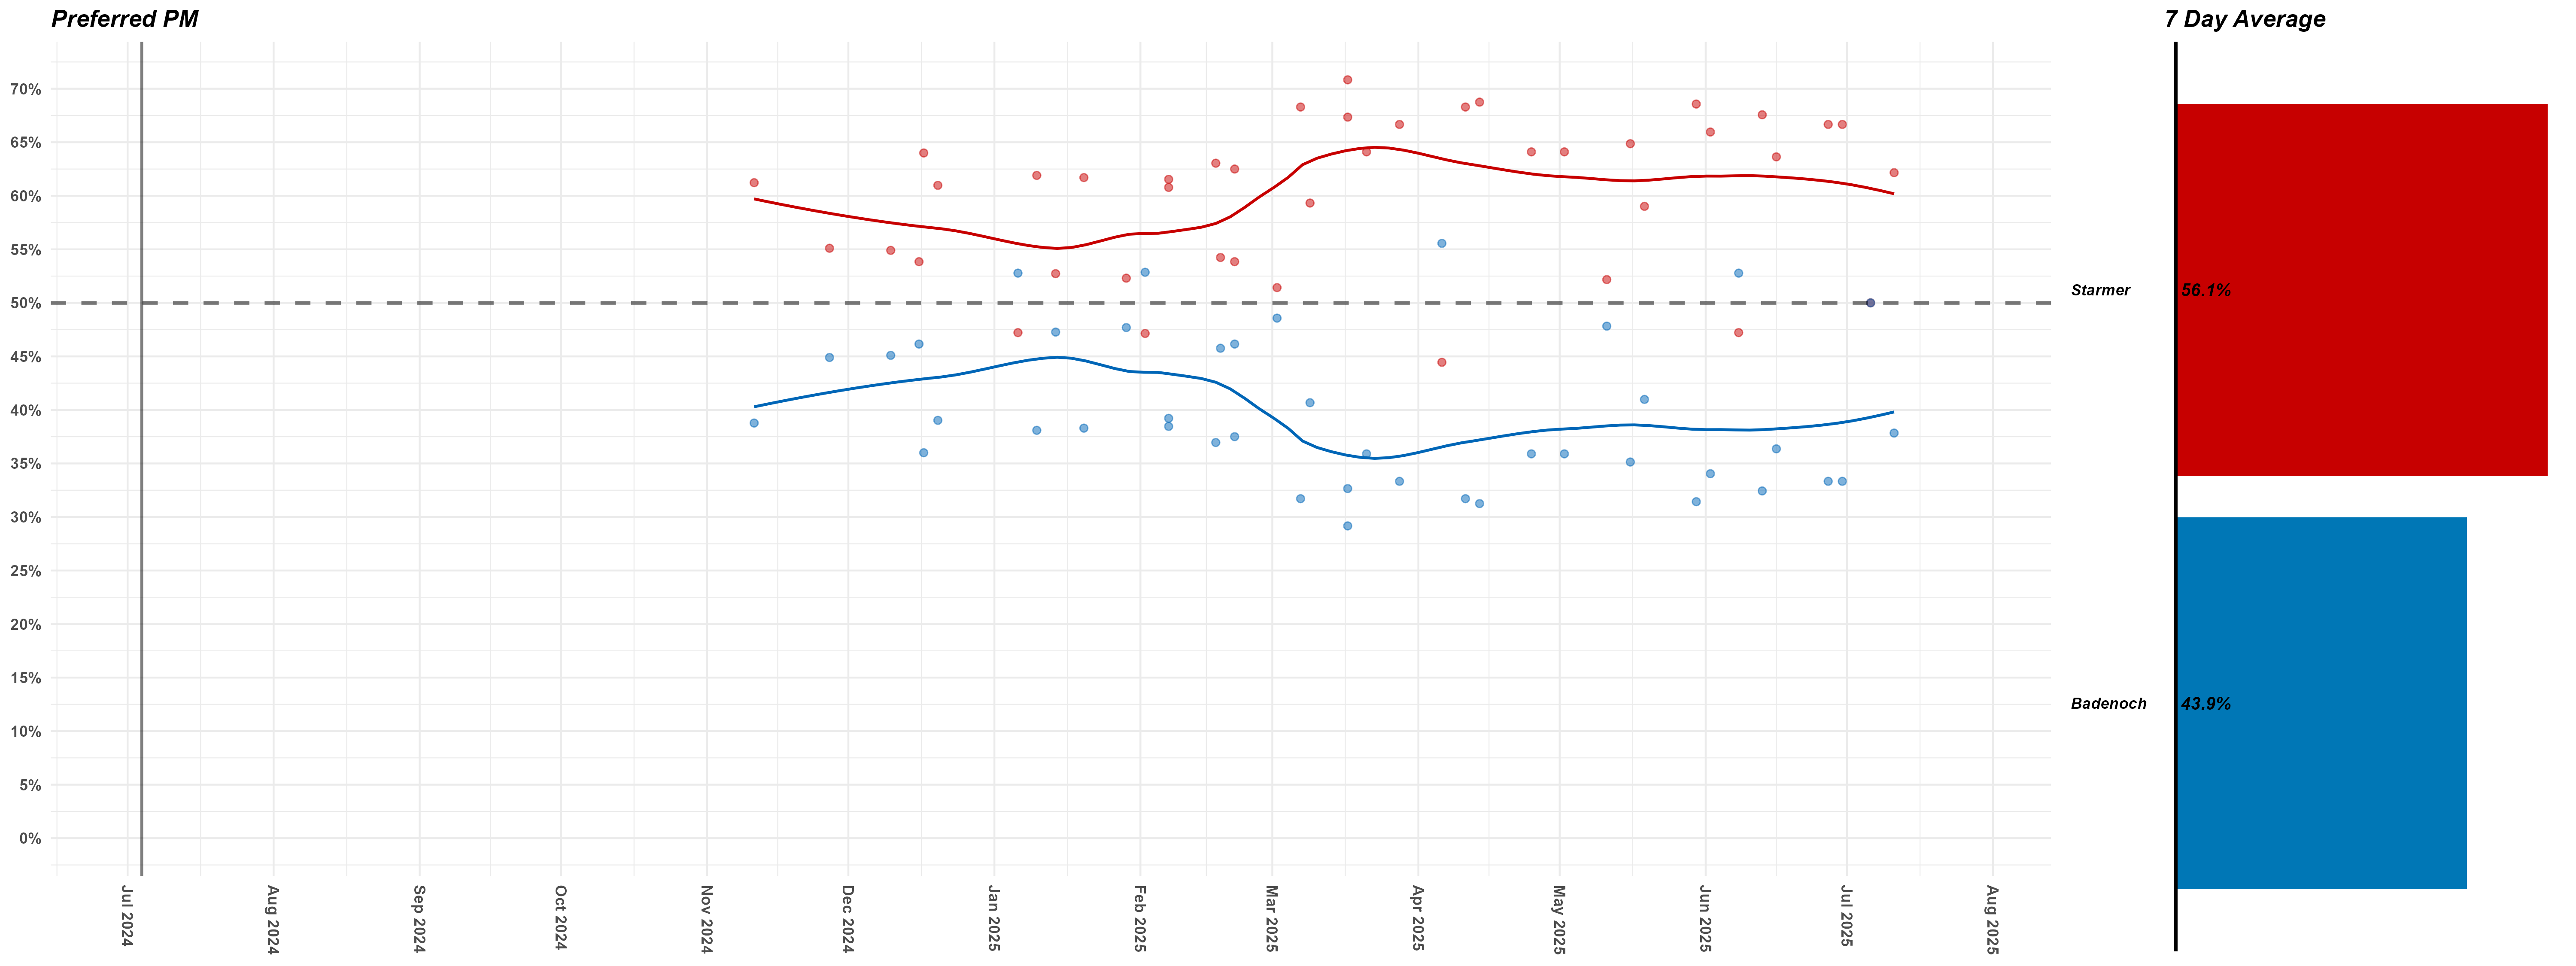 Preferred PM
7 Day Average
70%
65%
60%
55%
50%
45%
40%
35%
30%
25%
20%
15%
10%
5%
0%
Jul 2024
Aug 2024
Sep 2024
Oct 2024
Nov 2024
Dec 2024
Jan 2025
Feb 2025
Mar 2025
Apr 2025
May 2025
Jun 2025
Jul 2025
Aug 2025
Starmer
56.1%
Badenoch
43.9%